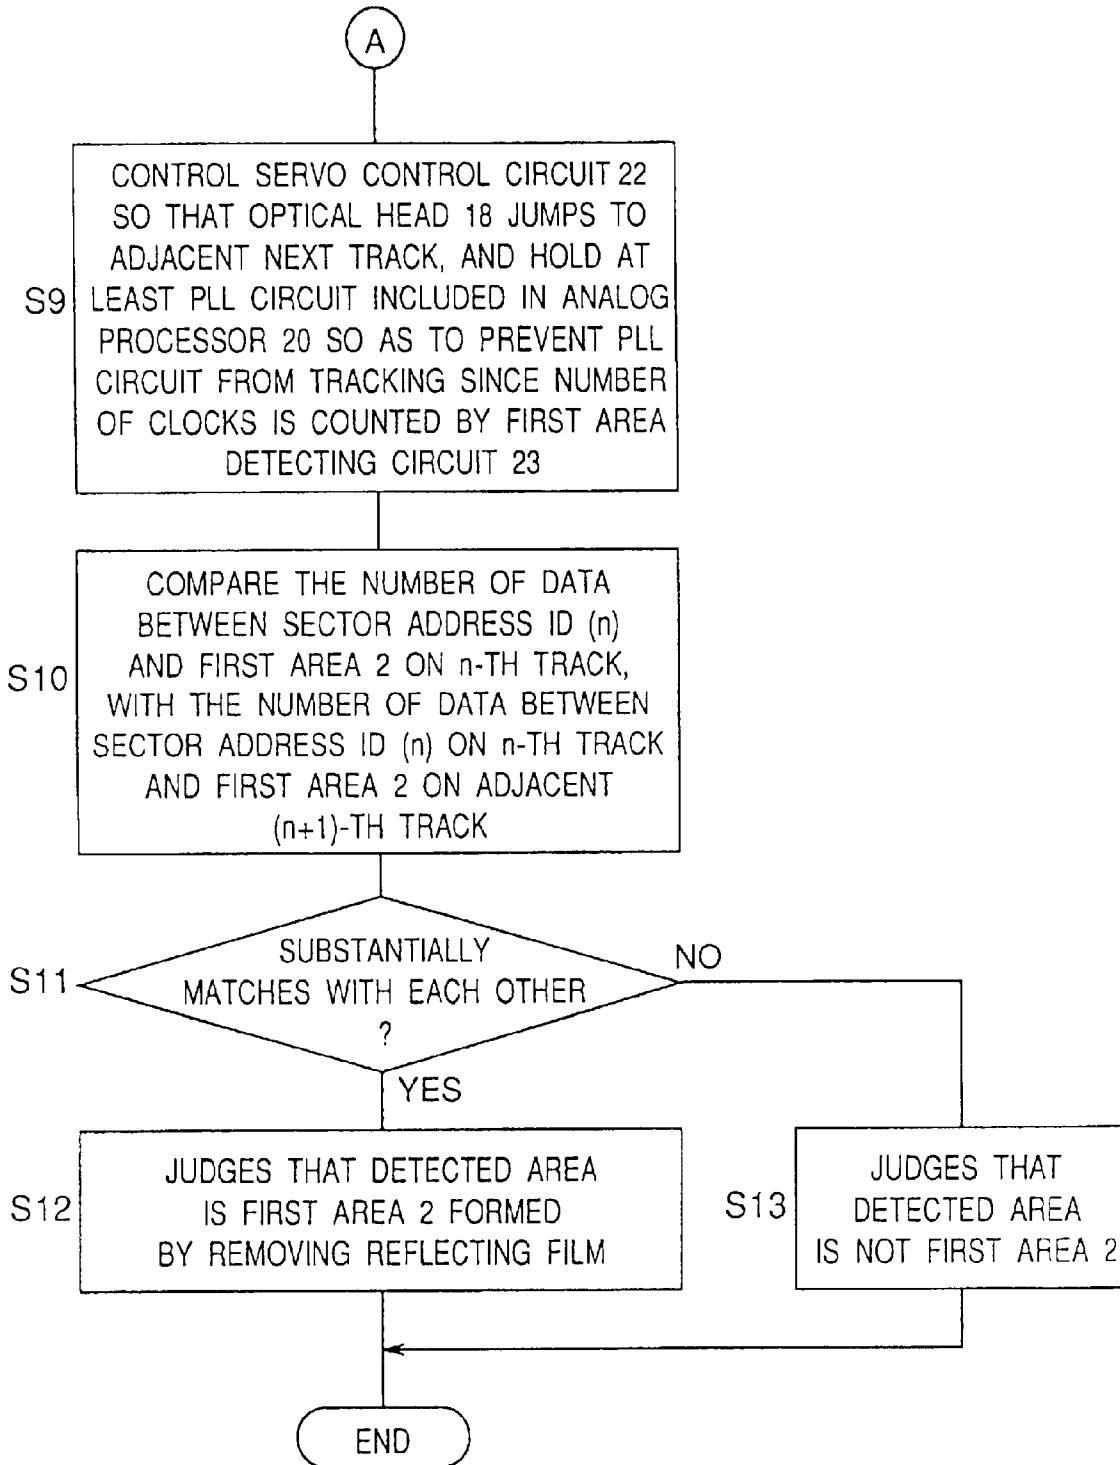 A
S9
CONTROL SERVO CONTROL CIRCUIT 22
SO THAT OPTICAL HEAD 18 JUMPS TO
ADJACENT NEXT TRACK, AND HOLD AT
LEAST PLL CIRCUIT INCLUDED IN ANALOG
PROCESSOR 20 SO AS TO PREVENT PLL
CIRCUIT FROM TRACKING SINCE NUMBER
OF CLOCKS IS COUNTED BY FIRST AREA
DETECTING CIRCUIT 23
S10
COMPARE THE NUMBER OF DATA
BETWEEN SECTOR ADDRESS ID (n)
AND FIRST AREA 2 ON n-TH TRACK,
WITH THE NUMBER OF DATA BETWEEN
SECTOR ADDRESS ID (n) ON n-TH TRACK
AND FIRST AREA 2 ON ADJACENT
(n+1)-TH TRACK
S11
SUBSTANTIALLY
MATCHES WITH EACH OTHER
?
NO
YES
S12
JUDGES THAT DETECTED AREA
IS FIRST AREA 2 FORMED
BY REMOVING REFLECTING FILM
S13
JUDGES THAT
DETECTED AREA
IS NOT FIRST AREA 2
END